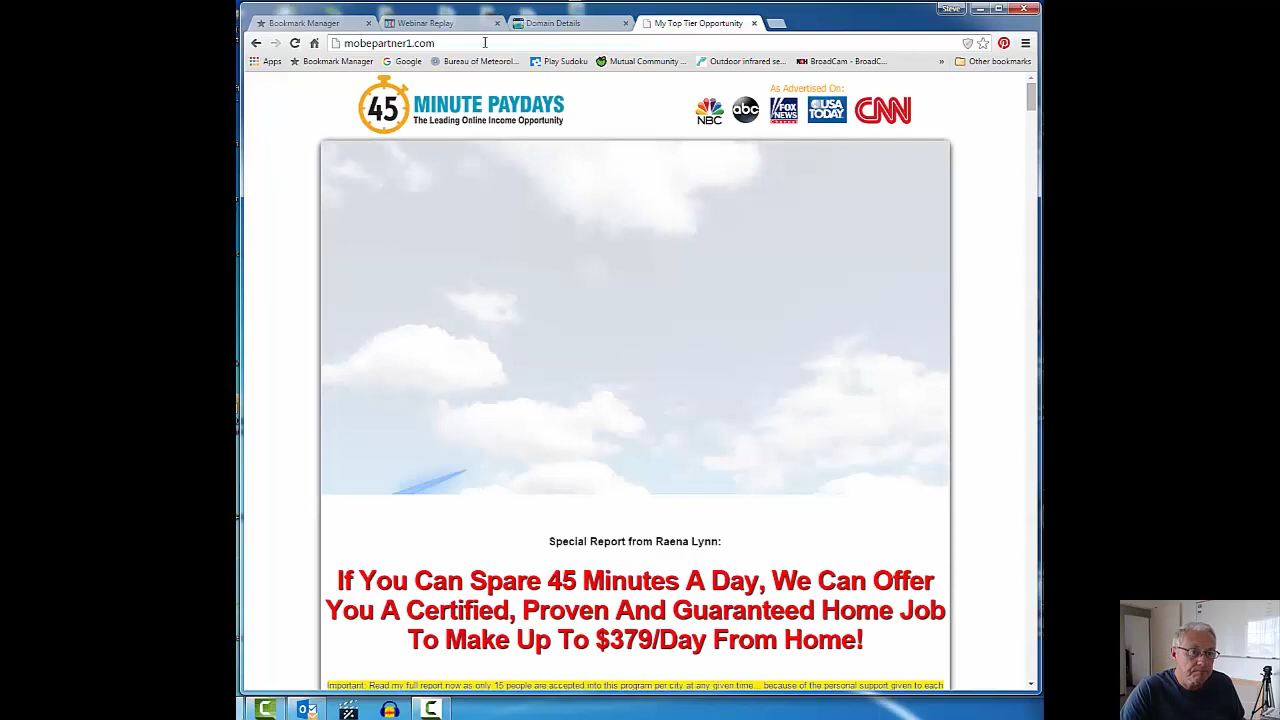 Steve
Bookmark Manager
Webinar Replay
Domain Details
My Top Tier Opportunity
mobepartner1.com
Apps
Bookmark Manager
Google
Bureau of Meteorol...
Play Sudoku
Mutual Community ...
Outdoor infrared se...
BroadCam - BroadC...
»
Other bookmarks
45 MINUTE PAYDAYS
The Leading Online Income Opportunity
As Advertised On:
NBC
abc
FOX NEWS channel
USA TODAY
CNN
Special Report from Raena Lynn:
If You Can Spare 45 Minutes A Day, We Can Offer
You A Certified, Proven And Guaranteed Home Job
To Make Up To $379/Day From Home!
Important: Read my full report now as only 15 people are accepted into this program per city at any given time... because of the personal support given to each